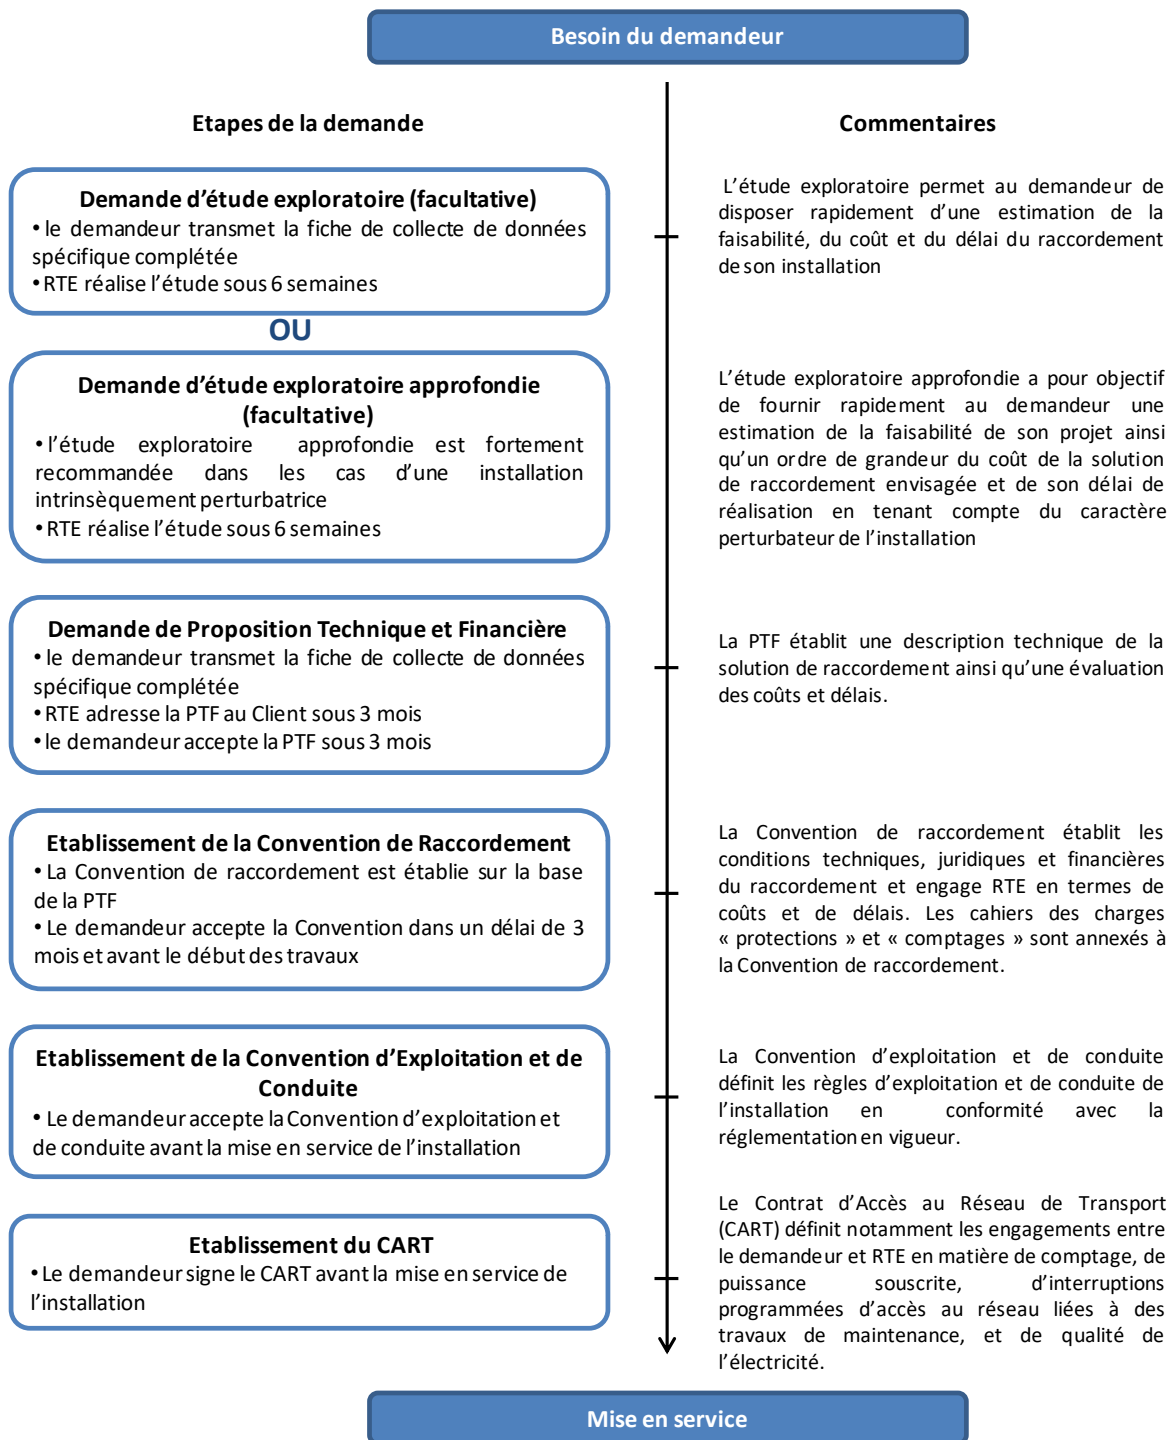 Besoin du demandeur
Etapes de la demande
Commentaires
Demande d'étude exploratoire (facultative)
• le demandeur transmet la fiche de collecte de données
spécifique complétée
• RTE réalise l'étude sous 6 semaines
L'étude exploratoire permet au demandeur de
disposer rapidement d'une estimation de la
faisabilité, du coût et du délai du raccordement
de son installation
OU
Demande d'étude exploratoire approfondie
(facultative)
• l'étude exploratoire approfondie est fortement
recommandée dans les cas d'une installation
intrinsèquement perturbatrice
• RTE réalise l'étude sous 6 semaines
L'étude exploratoire approfondie a pour objectif
de fournir rapidement au demandeur une
estimation de la faisabilité de son projet ainsi
qu'un ordre de grandeur du coût de la solution
de raccordement envisagée et de son délai de
réalisation en tenant compte du caractère
perturbateur de l'installation
Demande de Proposition Technique et Financière
• le demandeur transmet la fiche de collecte de données
spécifique complétée
• RTE adresse la PTF au Client sous 3 mois
• le demandeur accepte la PTF sous 3 mois
La PTF établit une description technique de la
solution de raccordement ainsi qu'une évaluation
des coûts et délais.
Etablissement de la Convention de Raccordement
• La Convention de raccordement est établie sur la base
de la PTF
• Le demandeur accepte la Convention dans un délai de 3
mois et avant le début des travaux
La Convention de raccordement établit les
conditions techniques, juridiques et financières
du raccordement et engage RTE en termes de
coûts et de délais. Les cahiers des charges
« protections » et « comptages » sont annexés à
la Convention de raccordement.
Etablissement de la Convention d'Exploitation et de
Conduite
• Le demandeur accepte la Convention d'exploitation et
de conduite avant la mise en service de l'installation
La Convention d'exploitation et de conduite
définit les règles d'exploitation et de conduite de
l'installation en conformité avec la
réglementation en vigueur.
Etablissement du CART
• Le demandeur signe le CART avant la mise en service de
l'installation
Le Contrat d'Accès au Réseau de Transport
(CART) définit notamment les engagements entre
le demandeur et RTE en matière de comptage, de
puissance souscrite, d'interruptions
programmées d'accès au réseau liées à des
travaux de maintenance, et de qualité de
l'électricité.
Mise en service